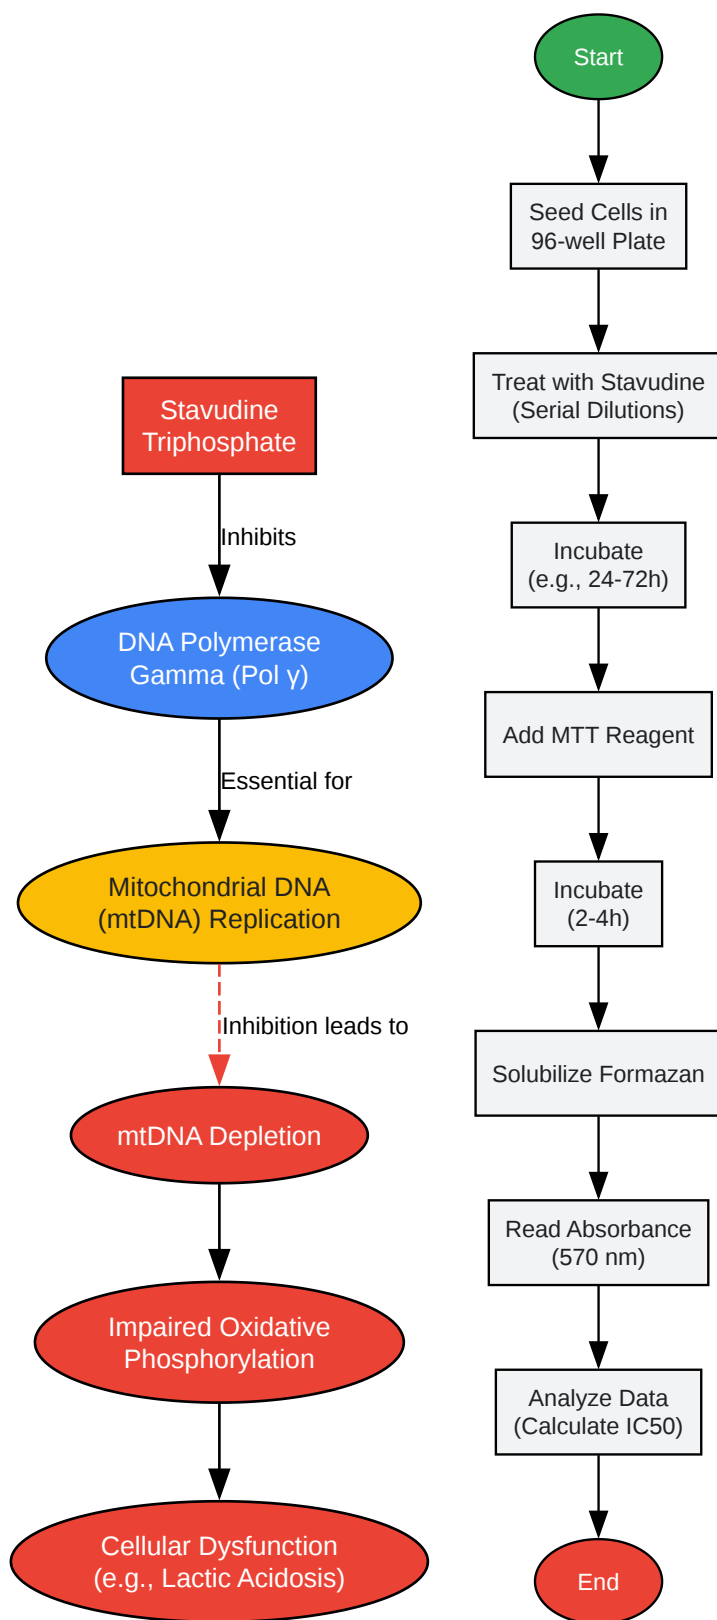 Stavudine
Triphosphate
Inhibits
DNA Polymerase
Gamma (Pol γ)
Essential for
Mitochondrial DNA
(mtDNA) Replication
Inhibition leads to
mtDNA Depletion
Impaired Oxidative
Phosphorylation
Cellular Dysfunction
(e.g., Lactic Acidosis)
Start
Seed Cells in
96-well Plate
Treat with Stavudine
(Serial Dilutions)
Incubate
(e.g., 24-72h)
Add MTT Reagent
Incubate
(2-4h)
Solubilize Formazan
Read Absorbance
(570 nm)
Analyze Data
(Calculate IC50)
End